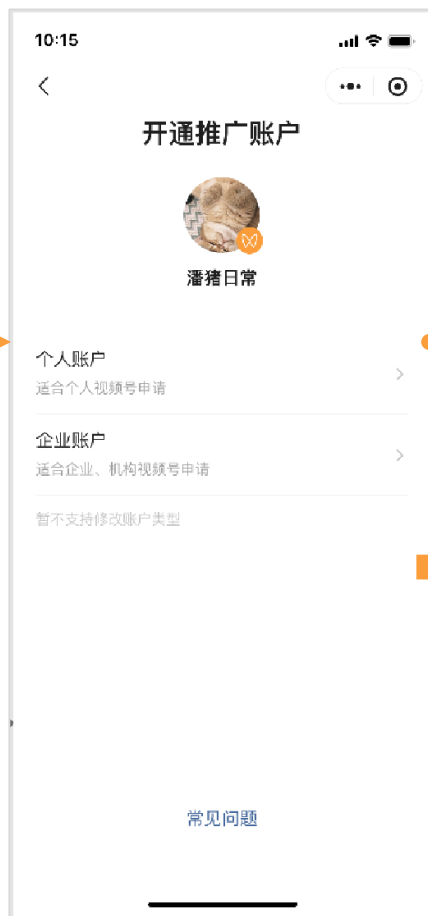 10:15
开通推广账户
潘猪日常
个人账户
适合个人视频号申请
企业账户
适合企业、机构视频号申请
暂不支持修改账户类型
常见问题